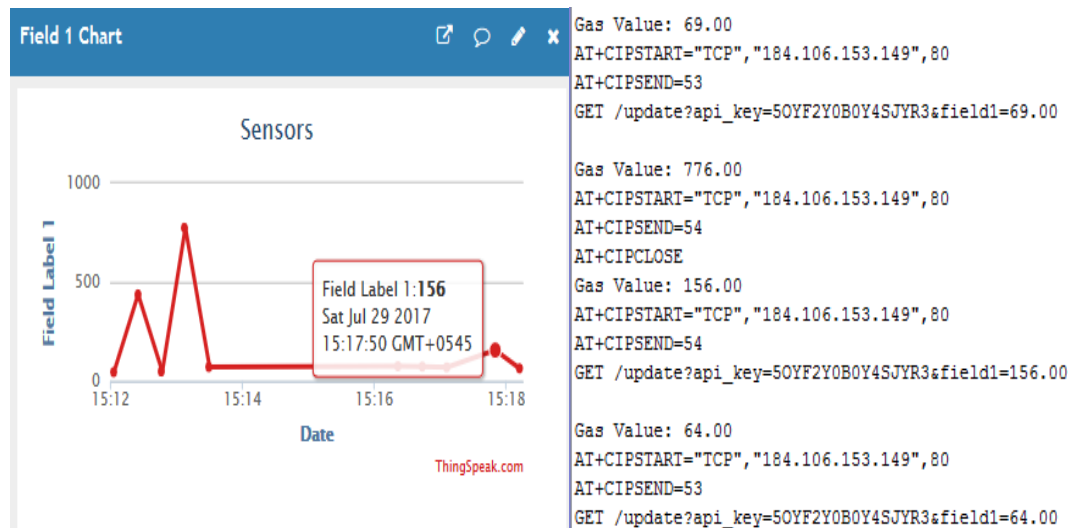 Field 1 Chart
Sensors
1000
500
0
Field Label 1
15:12
15:14
15:16
15:18
Date
Field Label 1:156
Sat Jul 29 2017
15:17:50 GMT+0545
ThingSpeak.com
Gas Value: 69.00
AT+CIPSTART="TCP","184.106.153.149",80
AT+CIPSEND=53
GET /update?api_key=5OYF2Y0B0Y4SJYR3&field1=69.00
Gas Value: 776.00
AT+CIPSTART="TCP","184.106.153.149",80
AT+CIPSEND=54
AT+CIPCLOSE
Gas Value: 156.00
AT+CIPSTART="TCP","184.106.153.149",80
AT+CIPSEND=54
GET /update?api_key=5OYF2Y0B0Y4SJYR3&field1=156.00
Gas Value: 64.00
AT+CIPSTART="TCP","184.106.153.149",80
AT+CIPSEND=53
GET /update?api_key=5OYF2Y0B0Y4SJYR3&field1=64.00